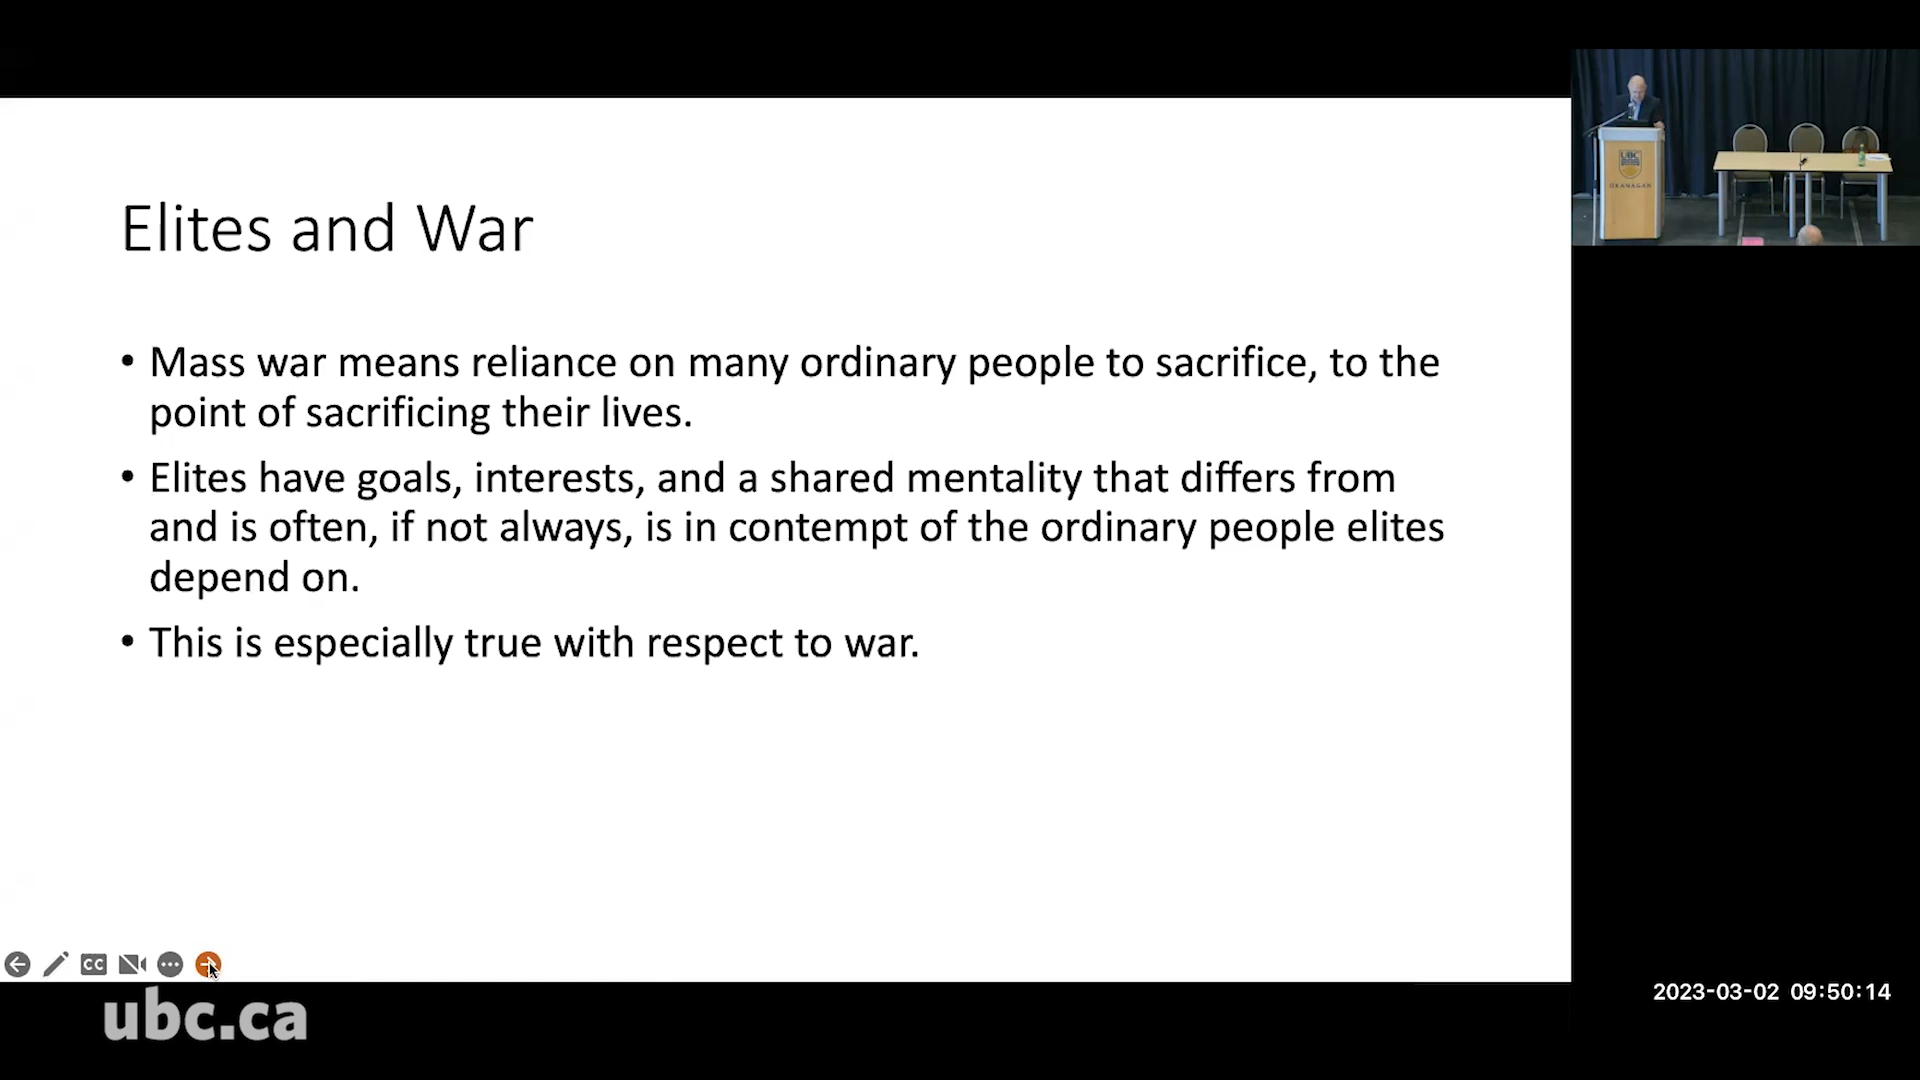 Elites and War
• Mass war means reliance on many ordinary people to sacrifice, to the
point of sacrificing their lives.
• Elites have goals, interests, and a shared mentality that differs from
and is often, if not always, is in contempt of the ordinary people elites
depend on.
• This is especially true with respect to war.
UBC
OKANAGAN
CC
ubc.ca
2023-03-02 09:50:14